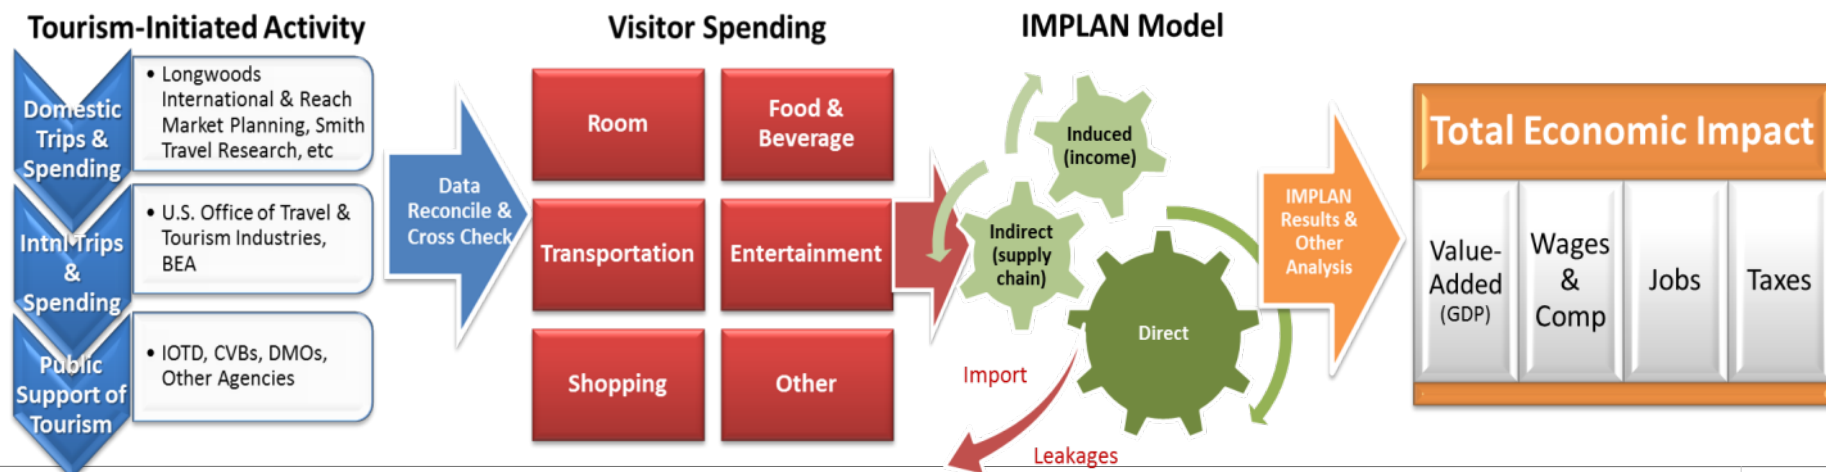 Tourism-Initiated Activity
Domestic
Trips &
Spending
• Longwoods
International & Reach
Market Planning, Smith
Travel Research, etc
Intnl Trips
&
Spending
• U.S. Office of Travel &
Tourism Industries,
BEA
Public
Support of
Tourism
• IOTD, CVBs, DMOs,
Other Agencies
Data
Reconcile &
Cross Check
Visitor Spending
Room
Food &
Beverage
Transportation
Entertainment
Shopping
Other
IMPLAN Model
Induced
(income)
Indirect
(supply
chain)
Direct
Import
Leakages
IMPLAN
Results &
Other
Analysis
Total Economic Impact
Value-
Added
(GDP)
Wages
&
Comp
Jobs
Taxes